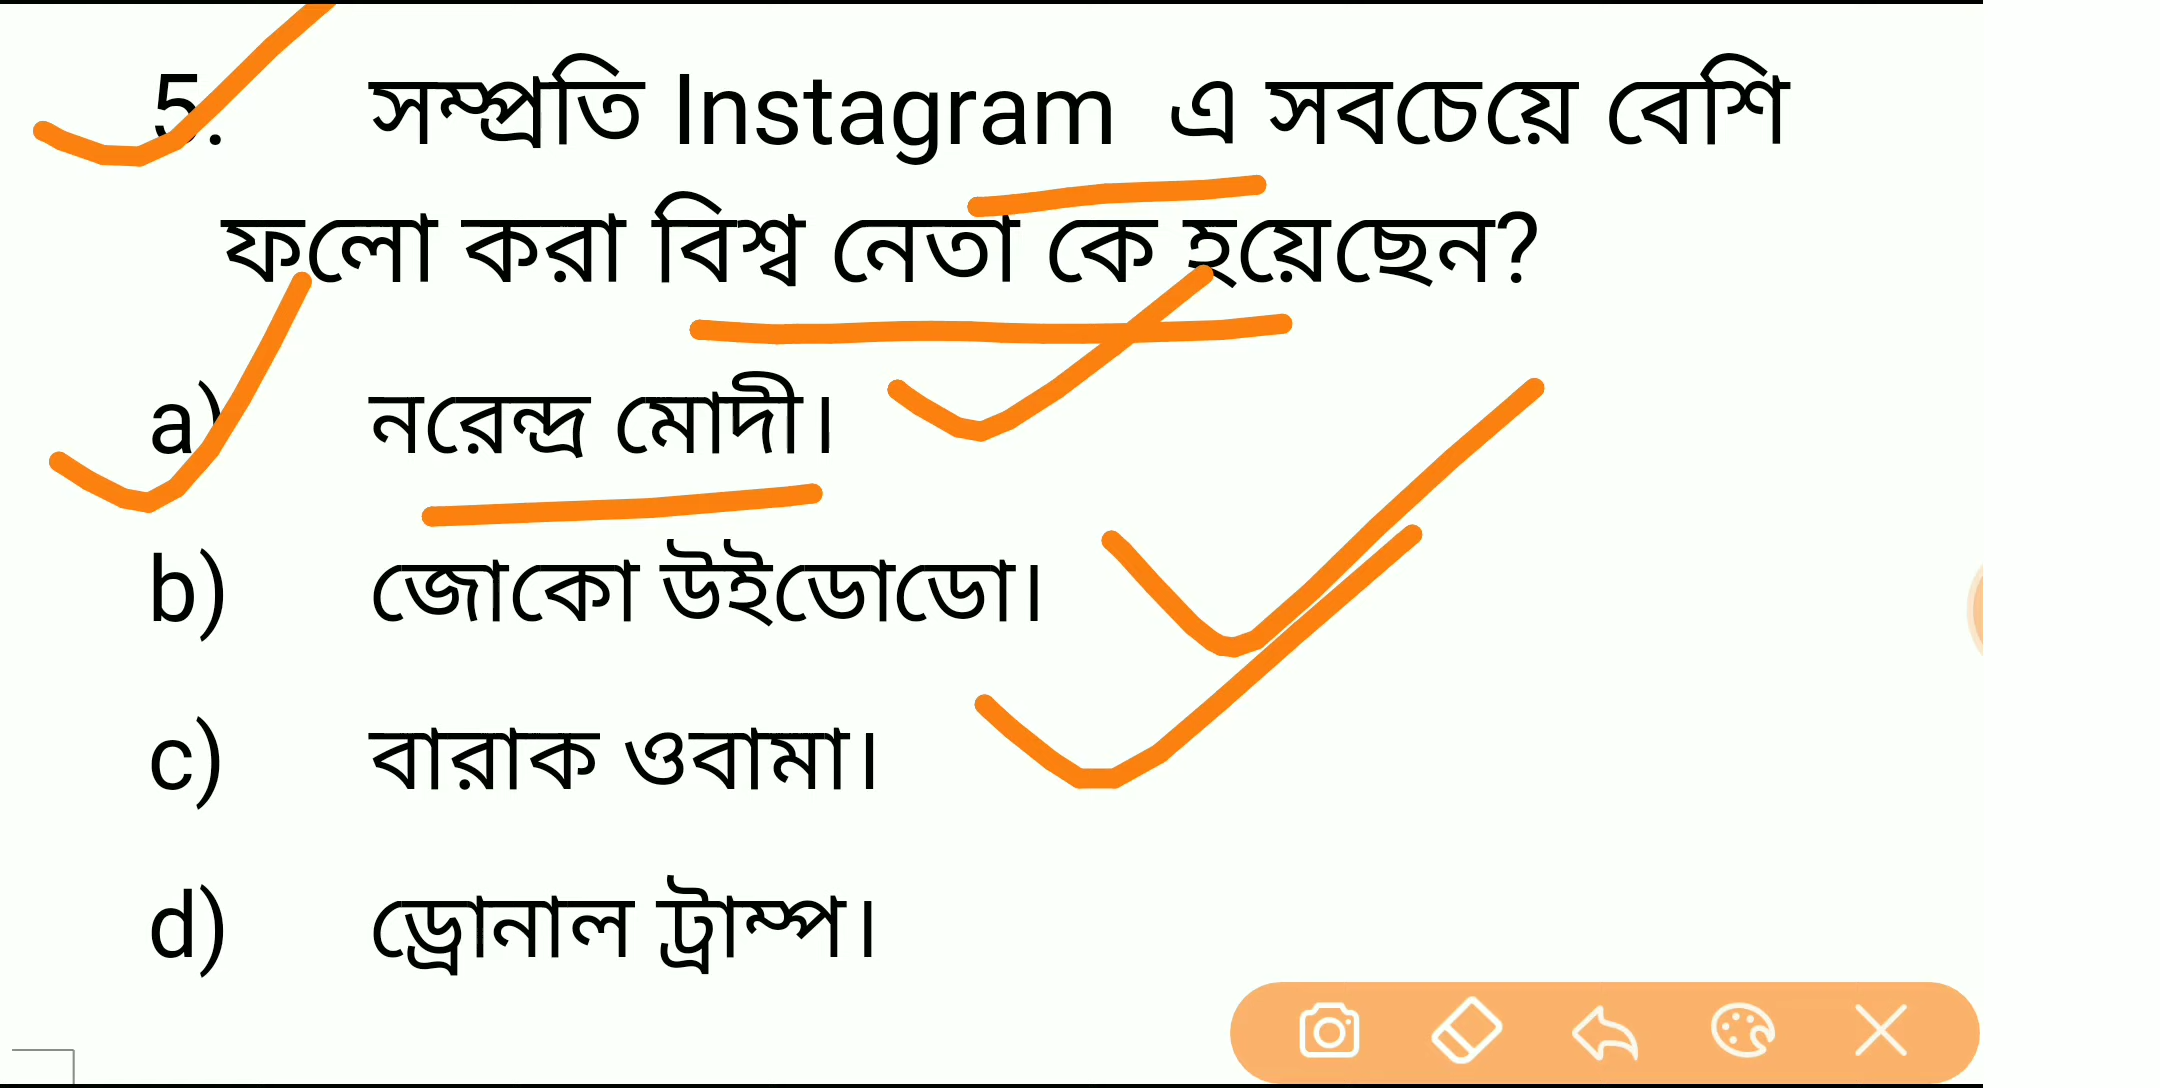 5. সম্প্রতি Instagram এ সবচেয়ে বেশি
ফলো করা বিশ্ব নেতা কে হয়েছেন?
a) নরেন্দ্র মোদী।
b) জোকো উইডোডো।
c) বারাক ওবামা।
d) ড্রোনাল ট্রাম্প।